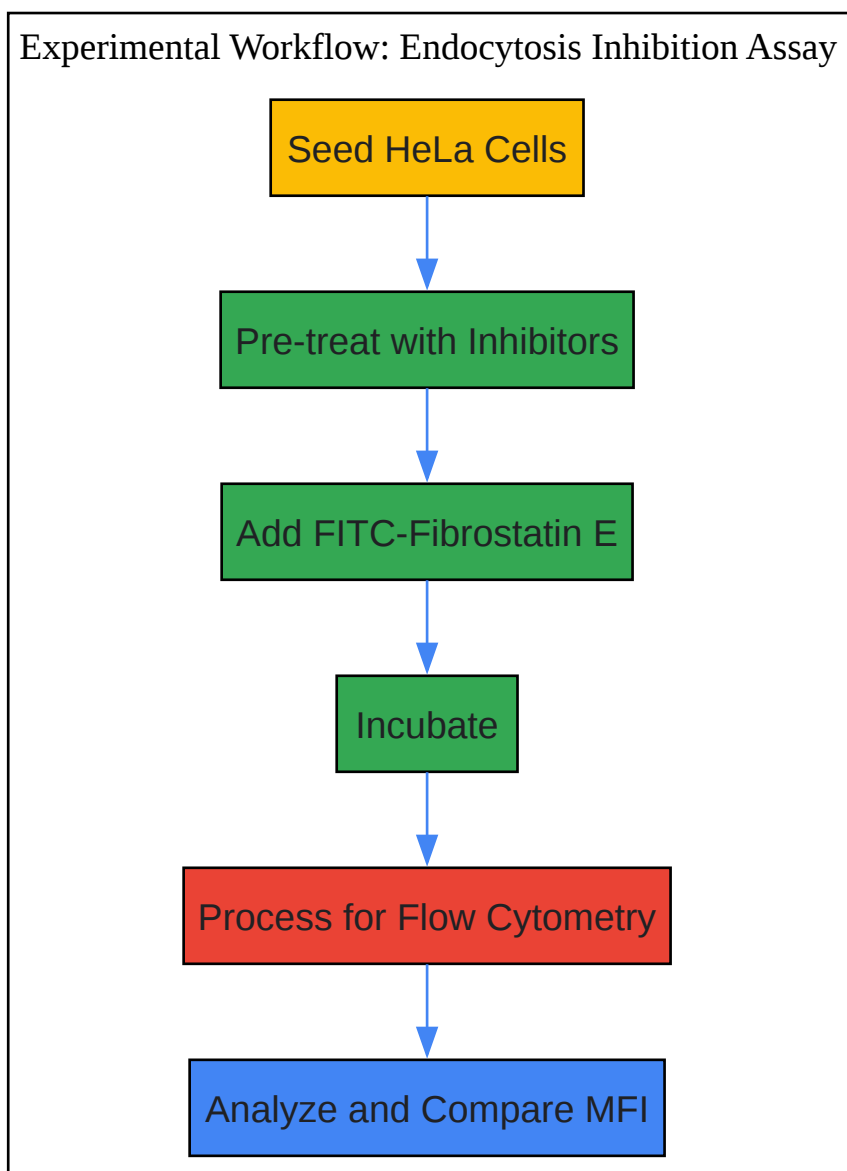 Experimental Workflow: Endocytosis Inhibition Assay
Seed HeLa Cells
Pre-treat with Inhibitors
Add FITC-Fibrostatin E
Incubate
Process for Flow Cytometry
Analyze and Compare MFI